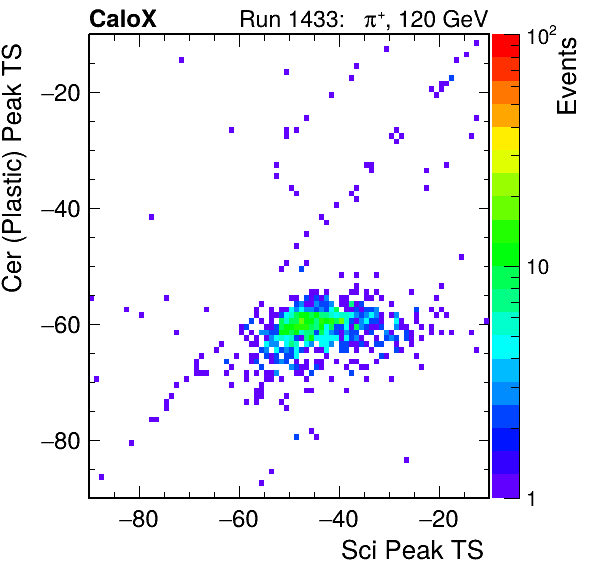 CaloX Run 1433: π⁺, 120 GeV
Cer (Plastic) Peak TS
−20
−40
−60
−80
−80 −60 −40 −20
Sci Peak TS
10²
10
1
Events